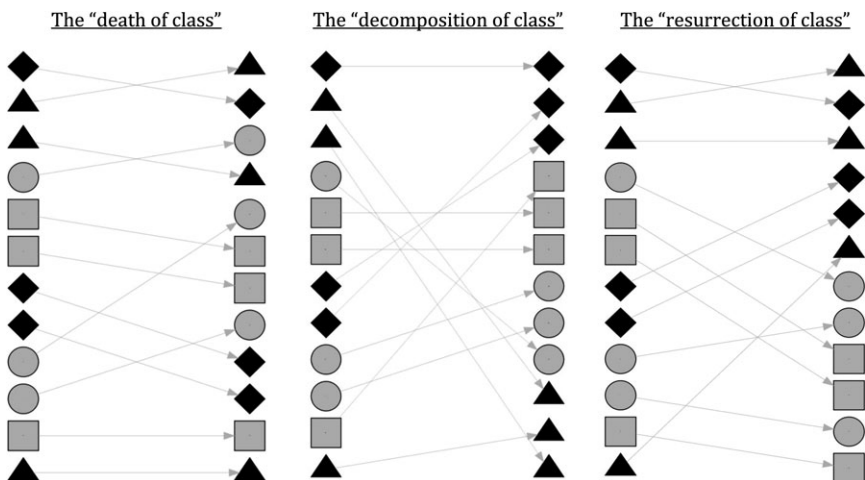 The “death of class”
The “decomposition of class”
The “resurrection of class”